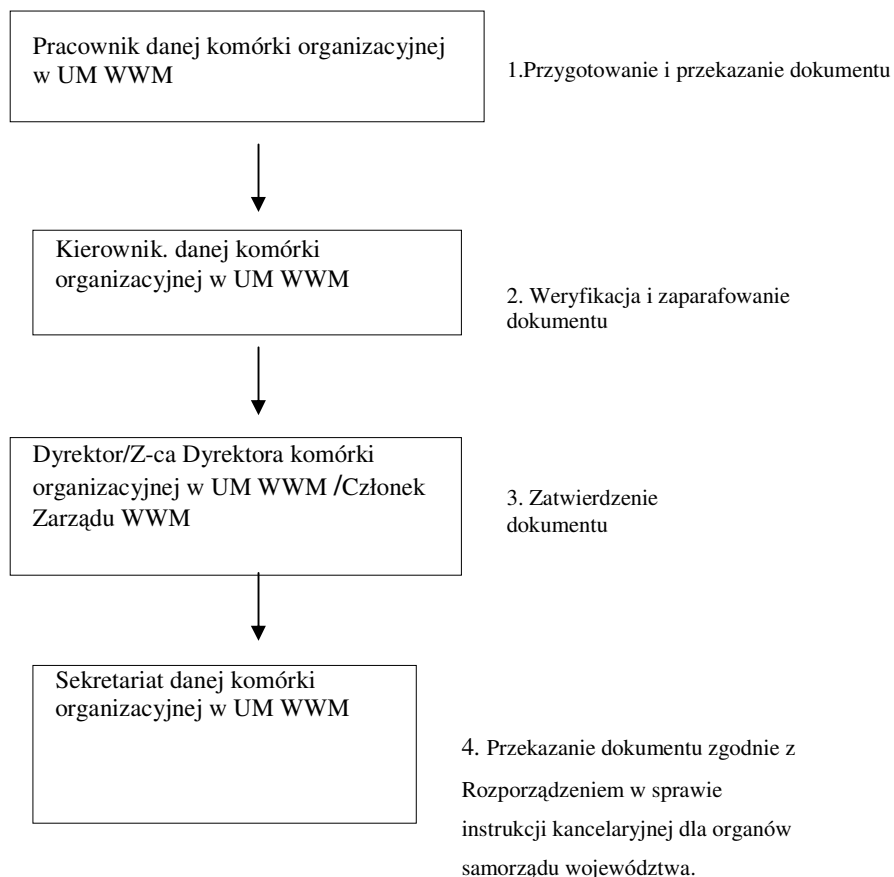 Pracownik danej komórki organizacyjnej
w UM WWM
1.Przygotowanie i przekazanie dokumentu
Kierownik. danej komórki
organizacyjnej w UM WWM
2. Weryfikacja i zaparafowanie
dokumentu
Dyrektor/Z-ca Dyrektora komórki
organizacyjnej w UM WWM /Członek
Zarządu WWM
3. Zatwierdzenie
dokumentu
Sekretariat danej komórki
organizacyjnej w UM WWM
4. Przekazanie dokumentu zgodnie z
Rozporządzeniem w sprawie
instrukcji kancelaryjnej dla organów
samorządu województwa.